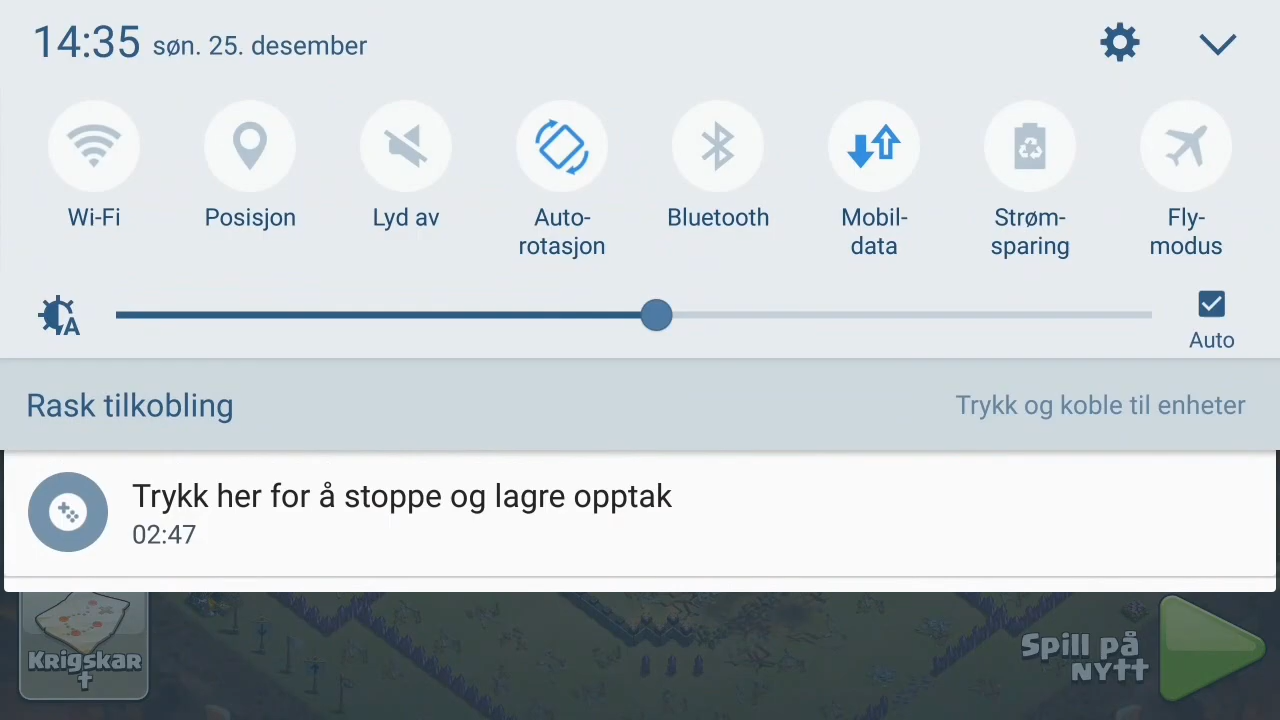 14:35 søn. 25. desember
Wi-Fi
Posisjon
Lyd av
Auto-
rotasjon
Bluetooth
Mobil-
data
Strøm-
sparing
Fly-
modus
A
Auto
Rask tilkobling
Trykk og koble til enheter
Trykk her for å stoppe og lagre opptak
02:47
Krigskar
t
Spill på
nytt